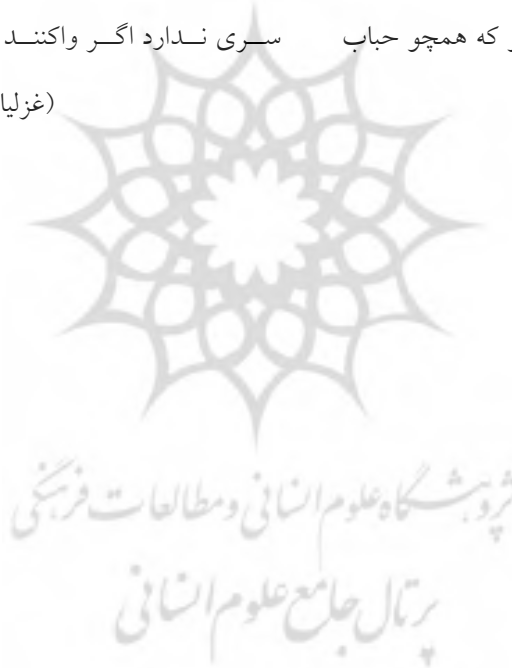 که همچو حباب سری ندارد اگر واکنند
(غزلیا
پژوهشگاه علوم انسانی و مطالعات فرهنگی
پرتال جامع علوم انسانی